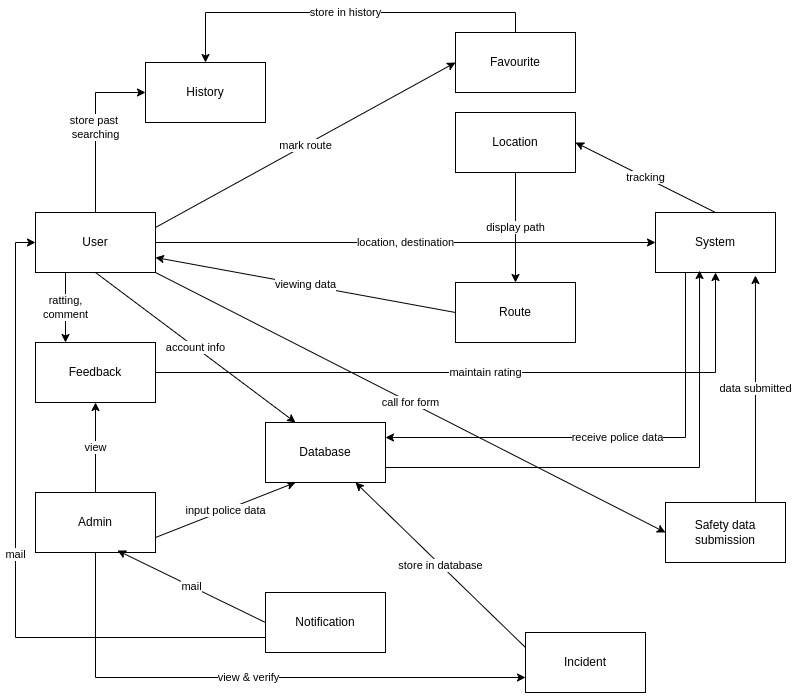 store in history
Favourite
History
store past
searching
mark route
Location
tracking
User
display path
location, destination
System
viewing data
ratting,
comment
Route
account info
Feedback
maintain rating
data submitted
call for form
receive police data
view
Database
input police data
Admin
Safety data
submission
mail
store in database
mail
Notification
Incident
view & verify